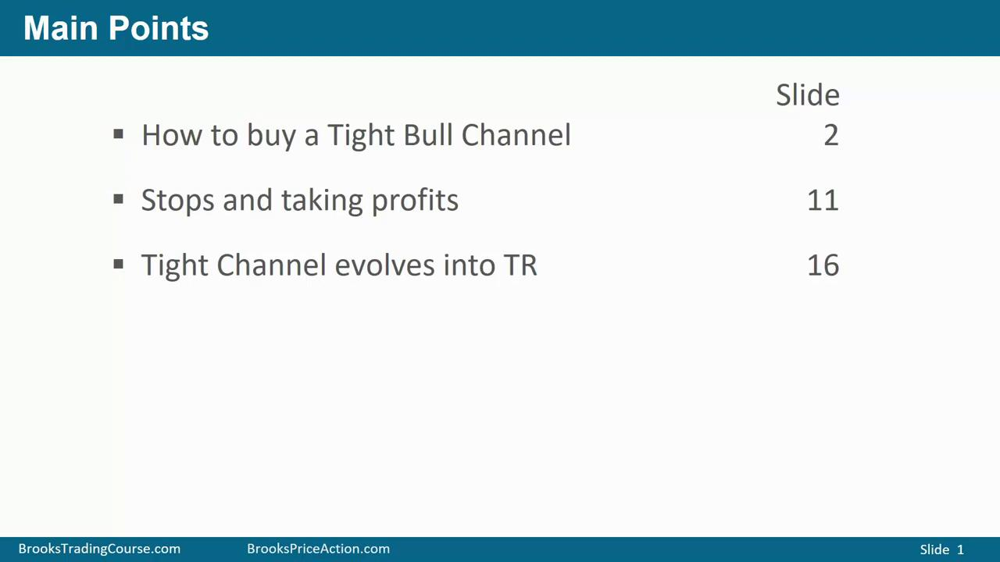 Main Points
Slide
▪ How to buy a Tight Bull Channel 2
▪ Stops and taking profits 11
▪ Tight Channel evolves into TR 16
BrooksTradingCourse.com BrooksPriceAction.com Slide 1